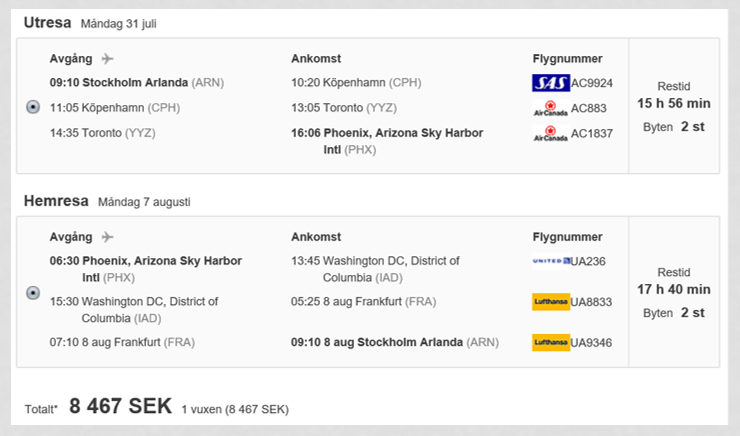 Utresa Måndag 31 juli
Avgång Ankomst Flygnummer
09:10 Stockholm Arlanda (ARN) 10:20 Köpenhamn (CPH) SAS AC9924
11:05 Köpenhamn (CPH) 13:05 Toronto (YYZ) Air Canada AC883
14:35 Toronto (YYZ) 16:06 Phoenix, Arizona Sky Harbor Air Canada AC1837
Intl (PHX)
Restid
15 h 56 min
Byten 2 st
Hemresa Måndag 7 augusti
Avgång Ankomst Flygnummer
06:30 Phoenix, Arizona Sky Harbor 13:45 Washington DC, District of UNITED UA236
Intl (PHX) Columbia (IAD)
15:30 Washington DC, District of 05:25 8 aug Frankfurt (FRA) Lufthansa UA8833
Columbia (IAD)
07:10 8 aug Frankfurt (FRA) 09:10 8 aug Stockholm Arlanda (ARN) Lufthansa UA9346
Restid
17 h 40 min
Byten 2 st
Totalt* 8 467 SEK 1 vuxen (8 467 SEK)